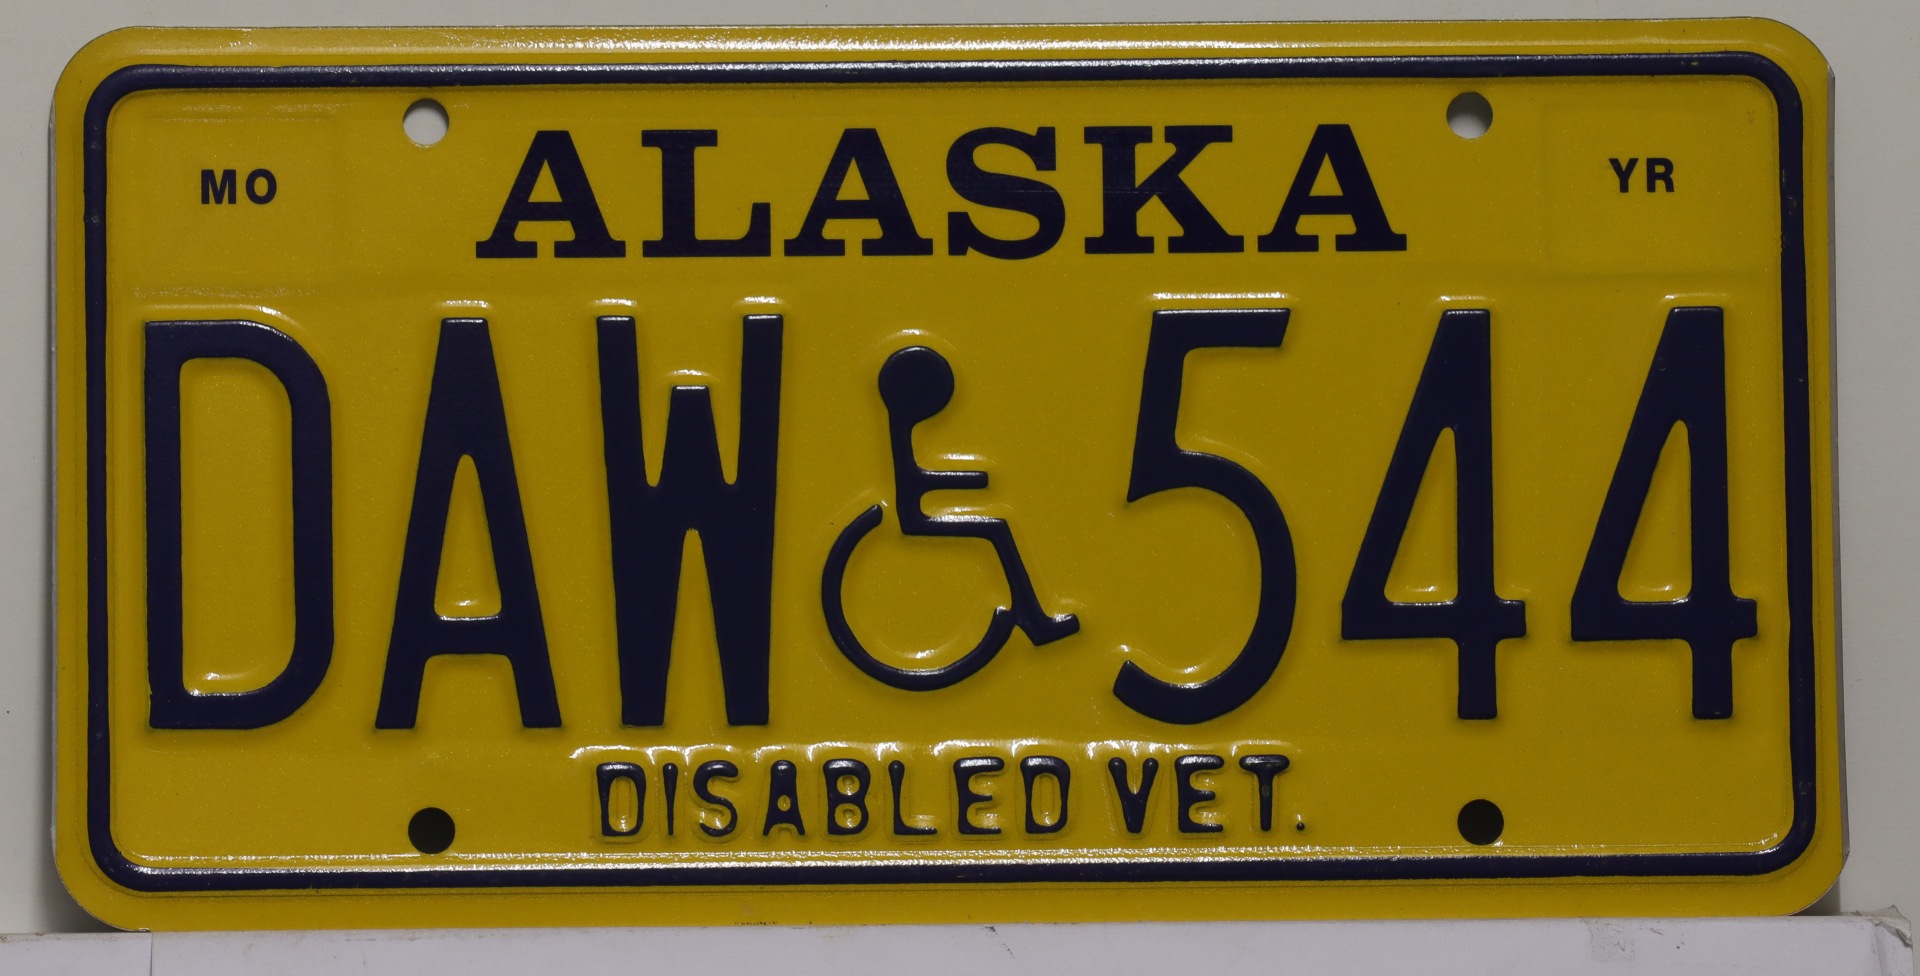 MO ALASKA YR
DAW 544
DISABLED VET.